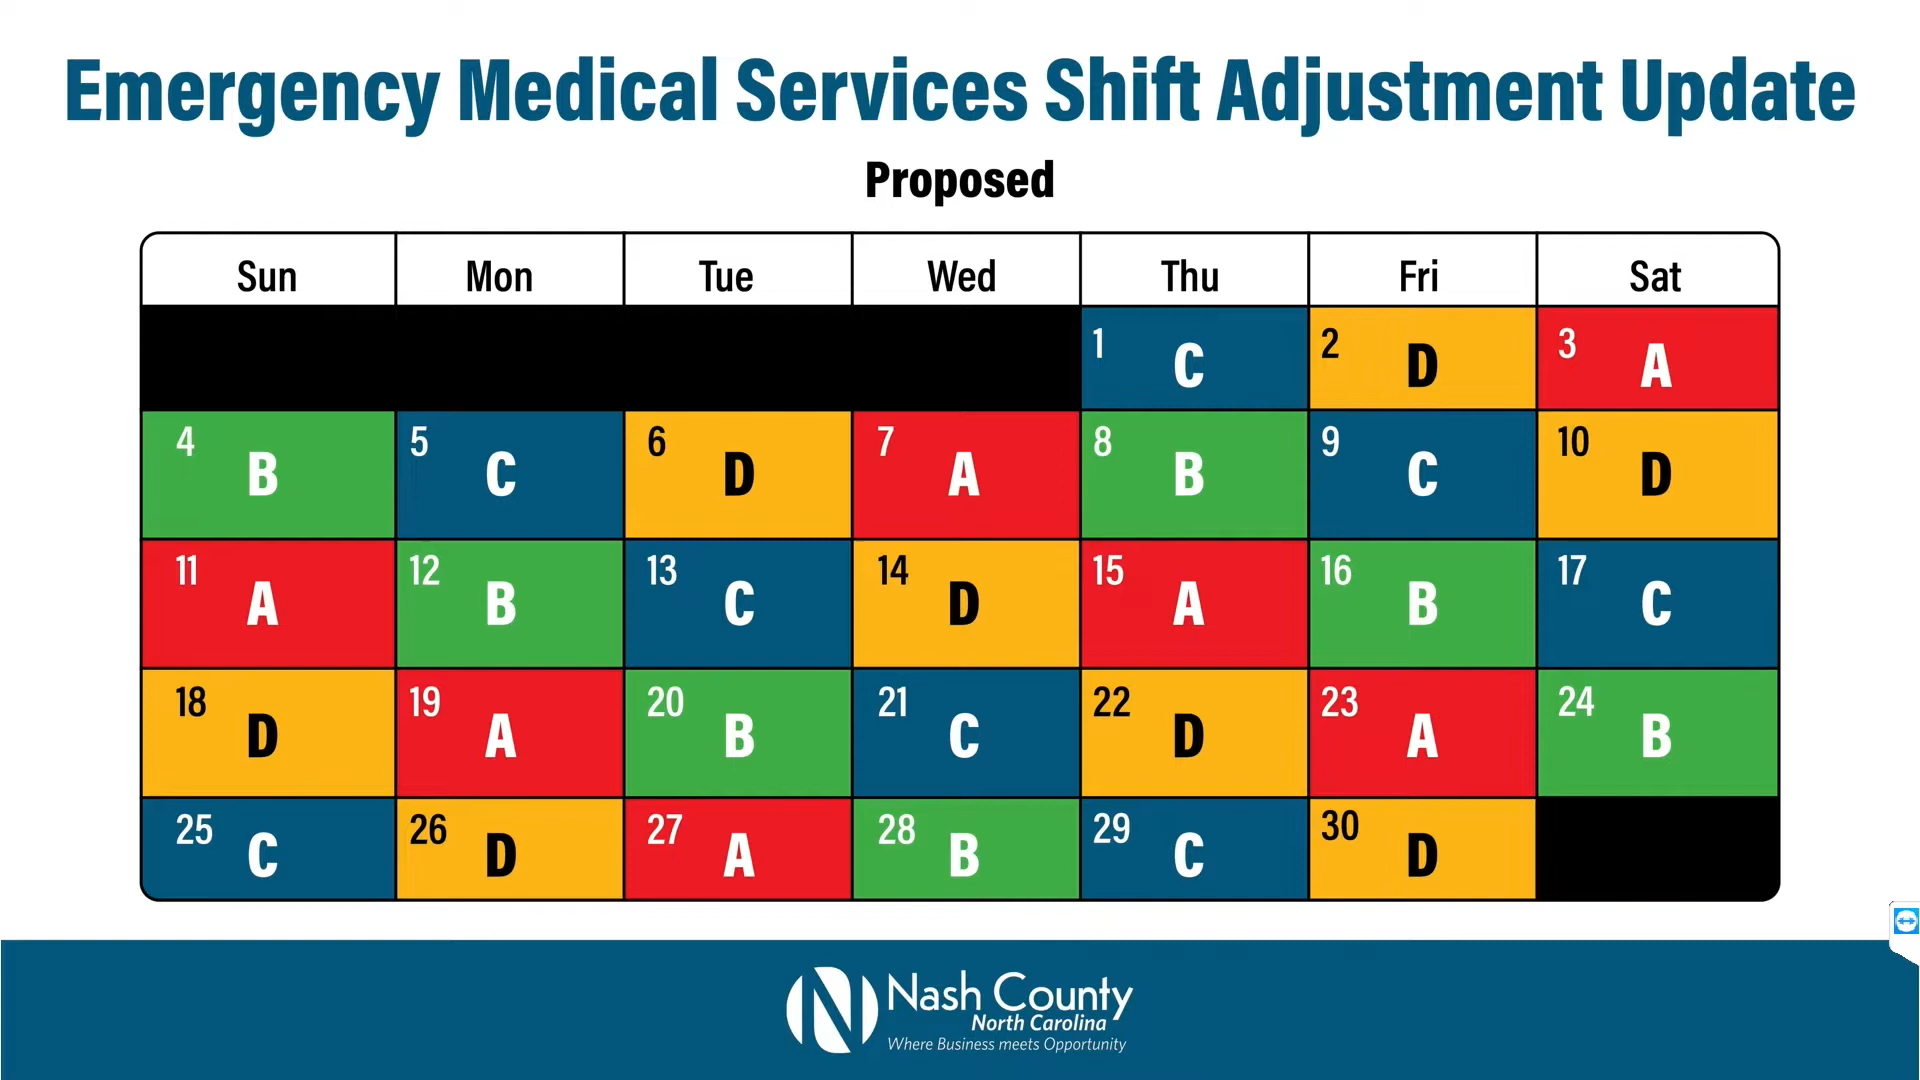 Emergency Medical Services Shift Adjustment Update
Proposed
Sun Mon Tue Wed Thu Fri Sat
1 C 2 D 3 A
4 B 5 C 6 D 7 A 8 B 9 C 10 D
11 A 12 B 13 C 14 D 15 A 16 B 17 C
18 D 19 A 20 B 21 C 22 D 23 A 24 B
25 C 26 D 27 A 28 B 29 C 30 D
Nash County
North Carolina
Where Business meets Opportunity